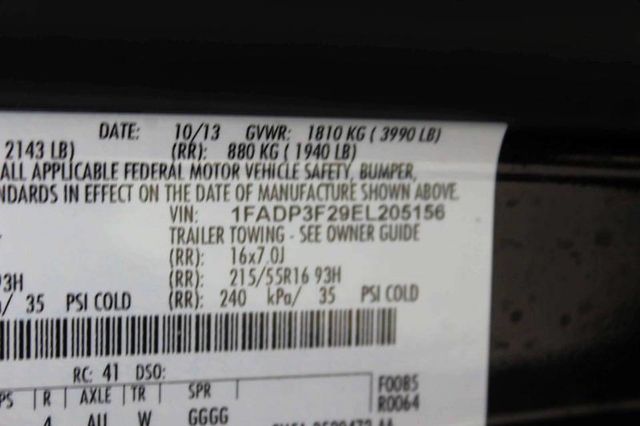 DATE: 10/13 GVWR: 1810 KG ( 3990 LB)
2143 LB) (RR): 880 KG ( 1940 LB)
ALL APPLICABLE FEDERAL MOTOR VEHICLE SAFETY, BUMPER,
NDARDS IN EFFECT ON THE DATE OF MANUFACTURE SHOWN ABOVE.
VIN: 1FADP3F29EL205156
TRAILER TOWING - SEE OWNER GUIDE
(RR): 16x7.0J
93H (RR): 215/55R16 93H
/ 35 PSI COLD (RR): 240 kPa/ 35 PSI COLD
RC: 41 DSO:
PS R AXLE TR SPR F0085
4 W GGGG R0064